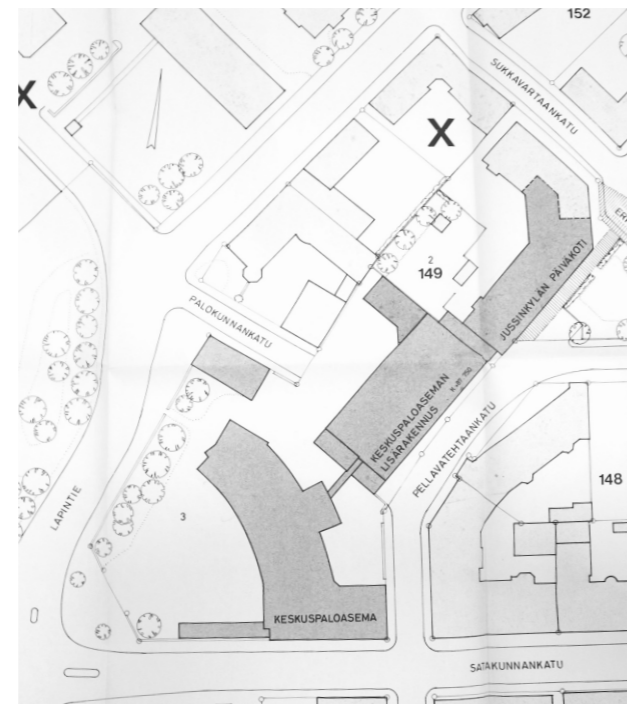 152
SUKKAVARTAANKATU
X
X
2
149
JUSSINKYLÄN PÄIVÄKOTI
PALOKUNNANKATU
KESKUSPALOASEMAN
LISÄRAKENNUS
PELLAVATEHTAANKATU
148
LAPINTIE
3
KESKUSPALOASEMA
SATAKUNNANKATU